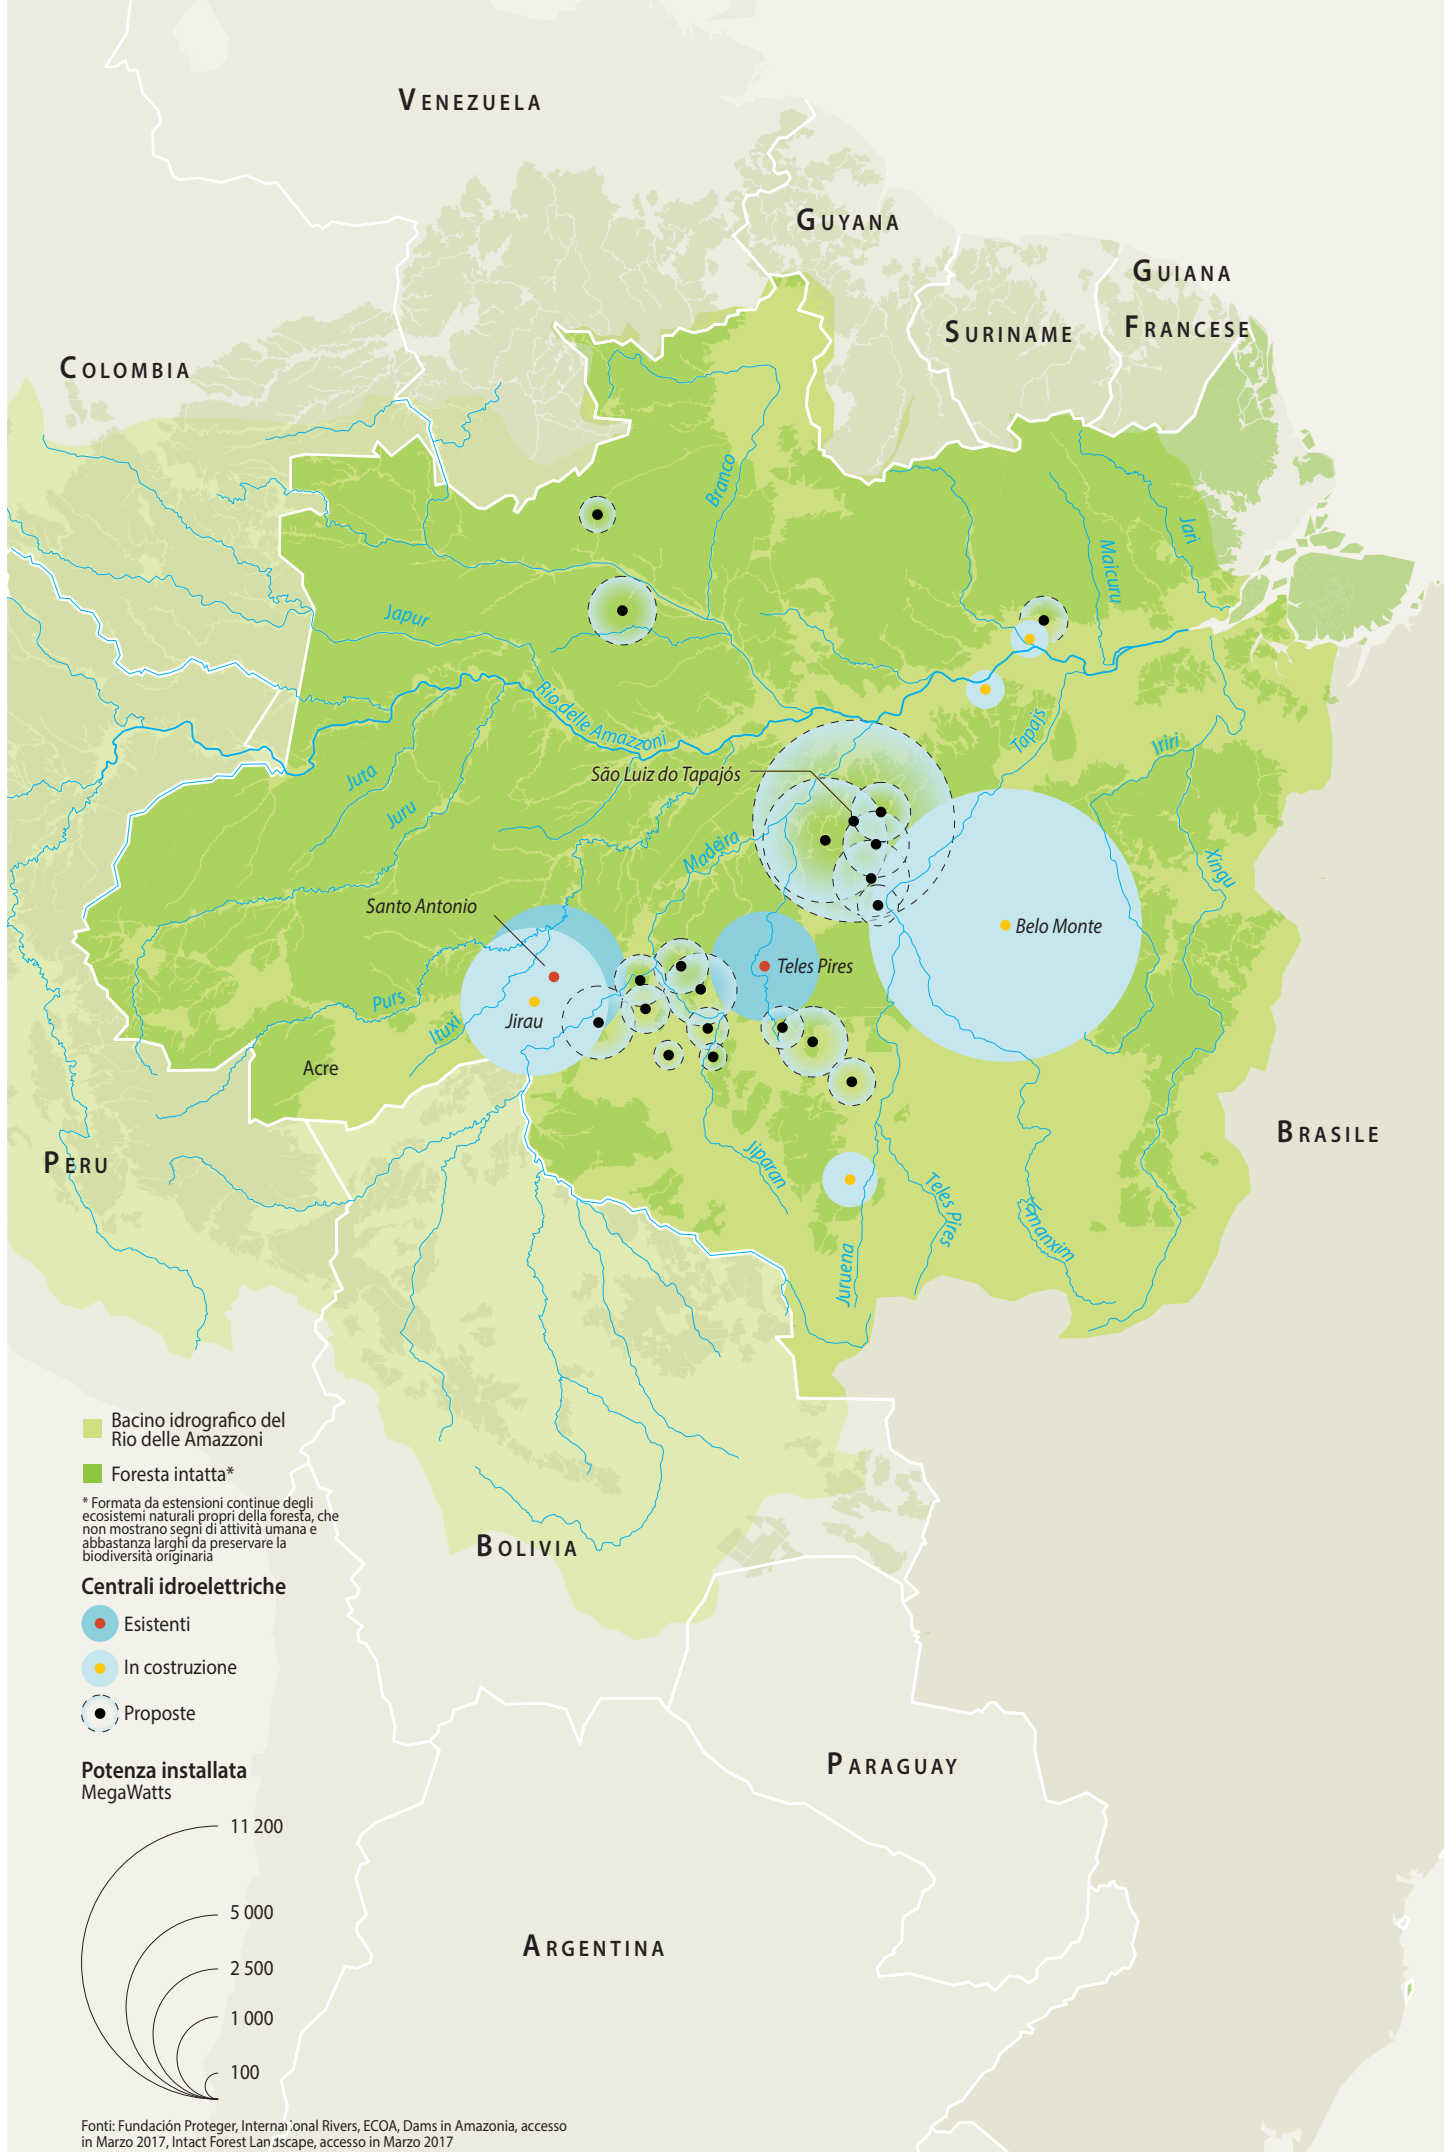 VENEZUELA
GUYANA
GUIANA
FRANCESE
SURINAME
COLOMBIA
Branco
Jari
Maicuru
Japur
Rio delle Amazzoni
Tapajs
Iriri
Juta
São Luiz do Tapajós
Juru
Madeira
Xingu
Santo Antonio
Belo Monte
Teles Pires
Purs
Ituxi
Jirau
Acre
BRASILE
PERU
Jiparan
Teles Pires
Juruena
BOLIVIA
Bacino idrografico del
Rio delle Amazzoni
Foresta intatta*
* Formata da estensioni continue degli
ecosistemi naturali propri della foresta, che
non mostrano segni di attività umana e
abbastanza larghi da preservare la
biodiversità originaria
Centrali idroelettriche
Esistenti
In costruzione
Proposte
PARAGUAY
Potenza installata
MegaWatts
11 200
5 000
2 500
1 000
100
ARGENTINA
Fonti: Fundación Proteger, International Rivers, ECOA, Dams in Amazonia, accesso
in Marzo 2017, Intact Forest Landscape, accesso in Marzo 2017